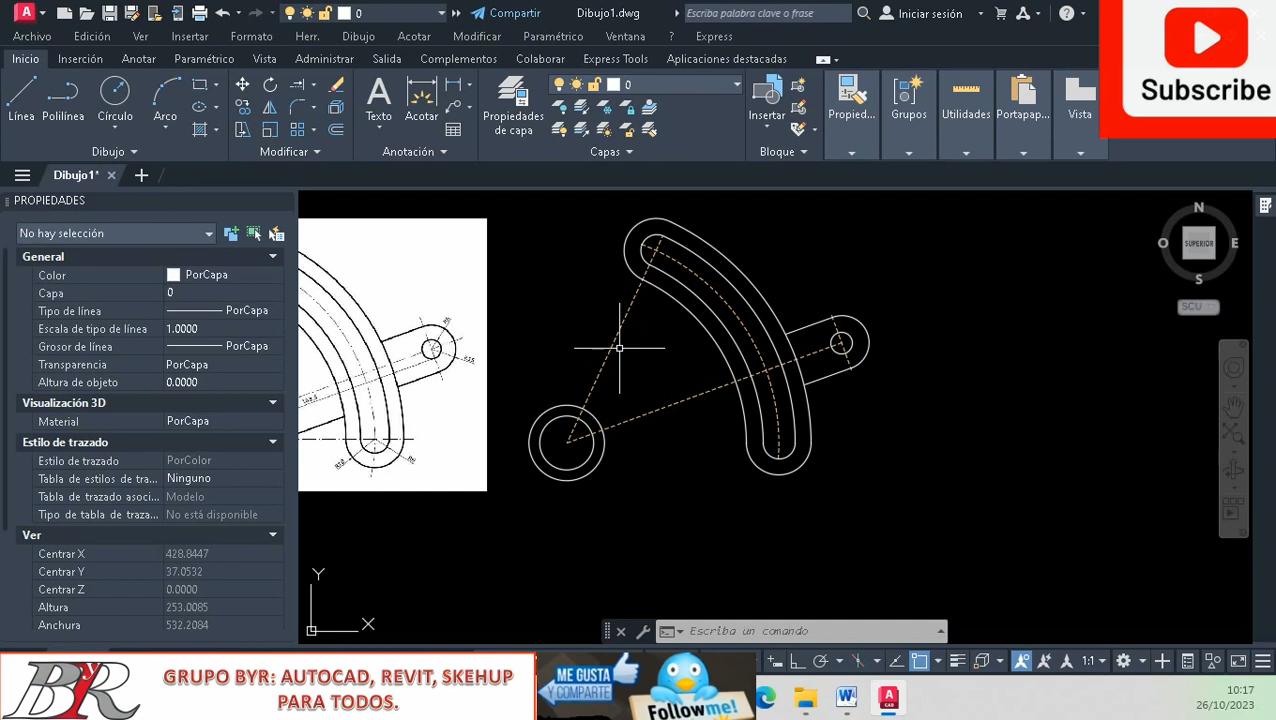 CAD
0
Compartir
Dibujo1.dwg
Escriba palabra clave o frase
Iniciar sesión
Archivo
Edición
Ver
Insertar
Formato
Herr.
Dibujo
Acotar
Modificar
Paramétrico
Ventana
?
Express
Inicio
Inserción
Anotar
Paramétrico
Vista
Administrar
Salida
Complementos
Colaborar
Express Tools
Aplicaciones destacadas
Subscribe
0
Línea
Polilínea
Círculo
Arco
Texto
Acotar
Propiedades
de capa
Insertar
Propied...
Grupos
Utilidades
Portapap...
Vista
Dibujo
Modificar
Anotación
Capas
Bloque
Dibujo1*
PROPIEDADES
No hay selección
General
Color PorCapa
Capa 0
Tipo de línea PorCapa
Escala de tipo de línea 1.0000
Grosor de línea PorCapa
Transparencia PorCapa
Altura de objeto 0.0000
Visualización 3D
Material PorCapa
Estilo de trazado
Estilo de trazado PorColor
Tabla de estilos de tra... Ninguno
Tabla de trazado asoci... Modelo
Tipo de tabla de traza... No está disponible
Ver
Centrar X 428.8447
Centrar Y 37.0532
Centrar Z 0.0000
Altura 253.0085
Anchura 532.2084
N
O
SUPERIOR
E
S
SCU
Y
X
Escriba un comando
1:1
ByR
GRUPO BYR: AUTOCAD, REVIT, SKEHUP
PARA TODOS.
ME GUSTA
Y COMPARTE
Follow me!
10:17
26/10/2023